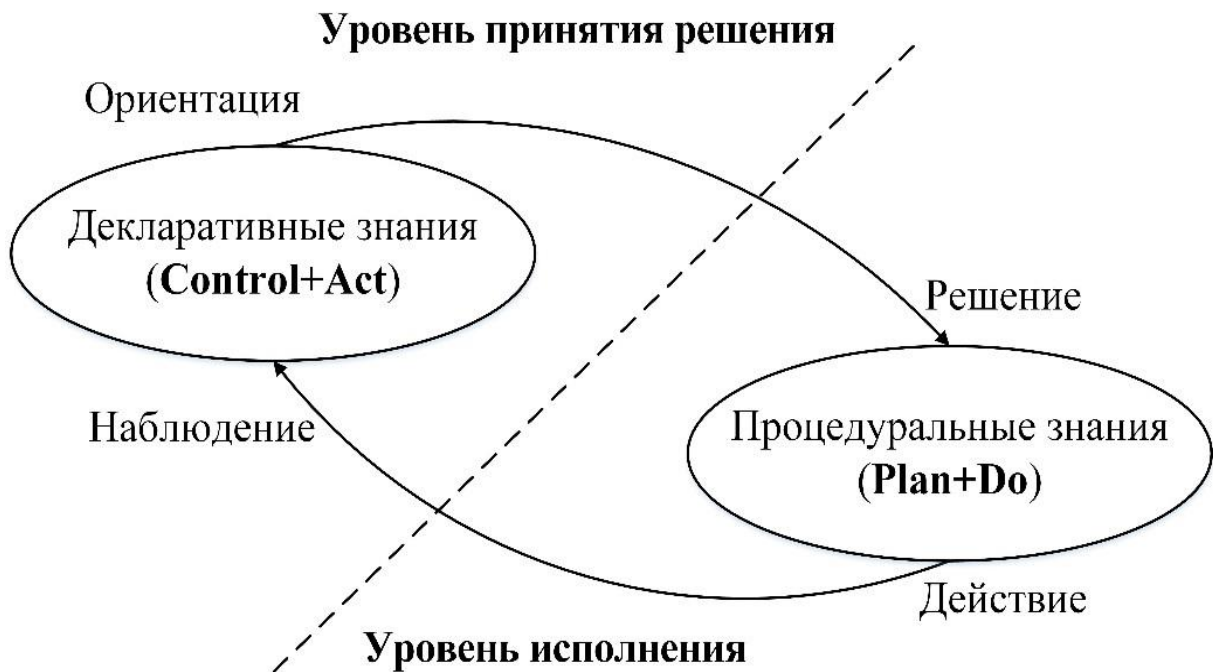 Уровень принятия решения
Ориентация
Декларативные знания
(Control+Act)
Решение
Наблюдение
Процедуральные знания
(Plan+Do)
Действие
Уровень исполнения